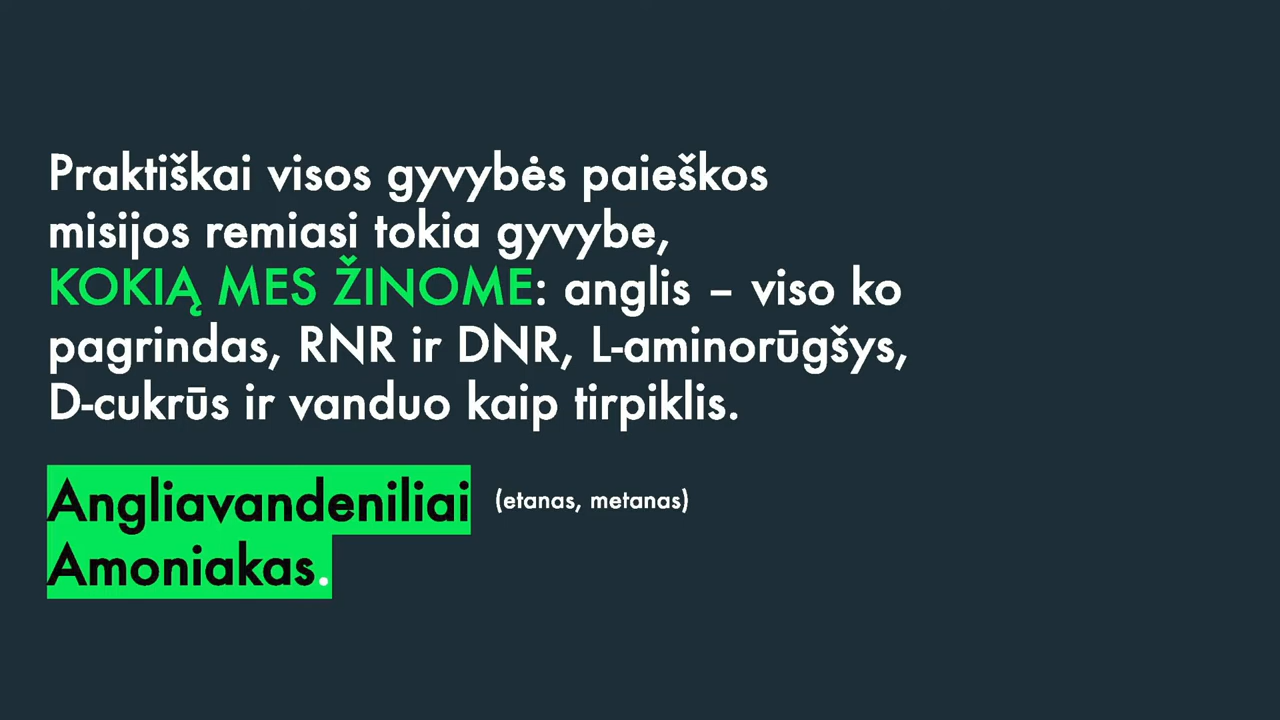 Praktiškai visos gyvybės paieškos
misijos remiasi tokia gyvybe,
KOKIĄ MES ŽINOME: anglis – viso ko
pagrindas, RNR ir DNR, L-aminorūgšys,
D-cukrūs ir vanduo kaip tirpiklis.
Angliavandeniliai (etanas, metanas)
Amoniakas.